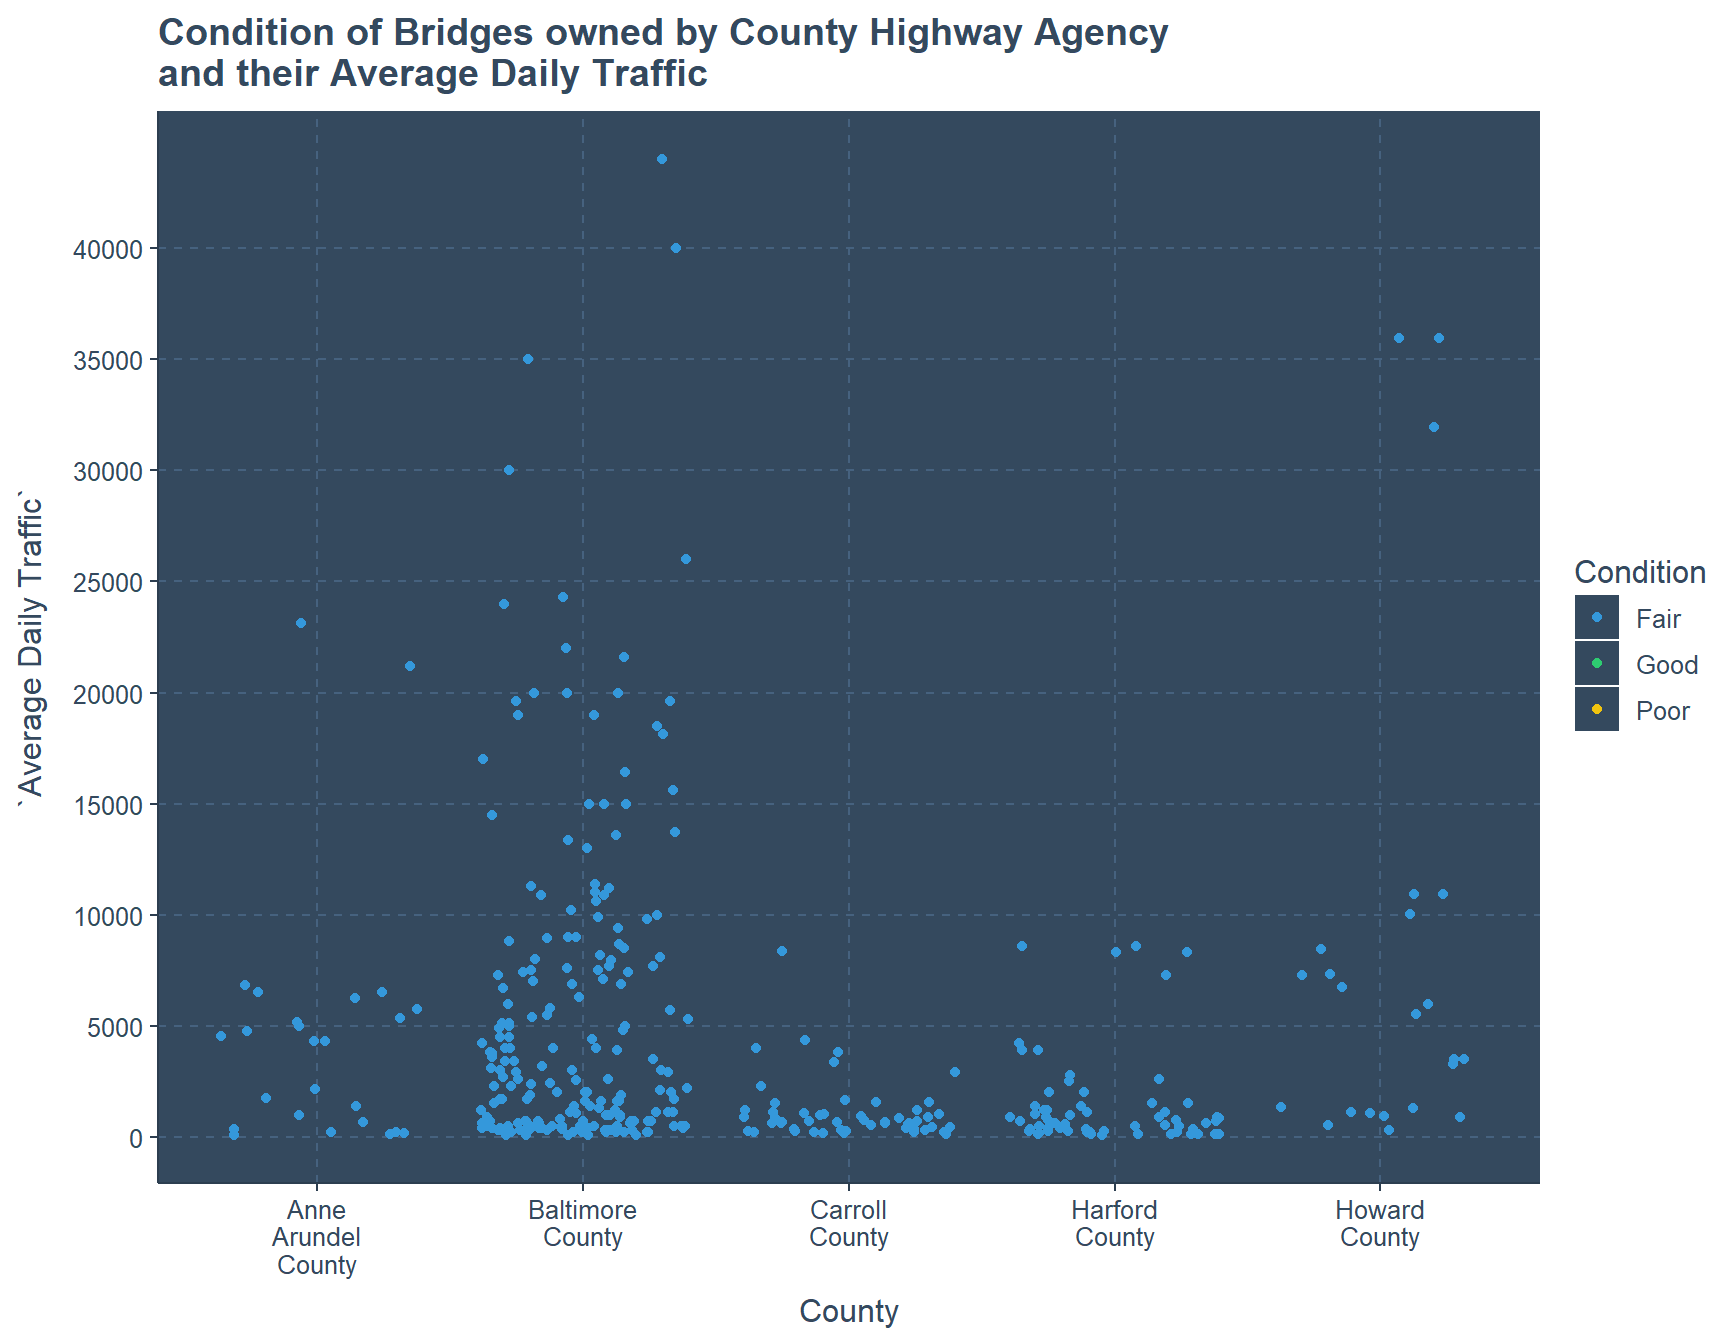 Condition of Bridges owned by County Highway Agency
and their Average Daily Traffic
`Average Daily Traffic`
40000
35000
30000
25000
20000
15000
10000
5000
0
Anne
Arundel
County
Baltimore
County
Carroll
County
Harford
County
Howard
County
County
Condition
Fair
Good
Poor